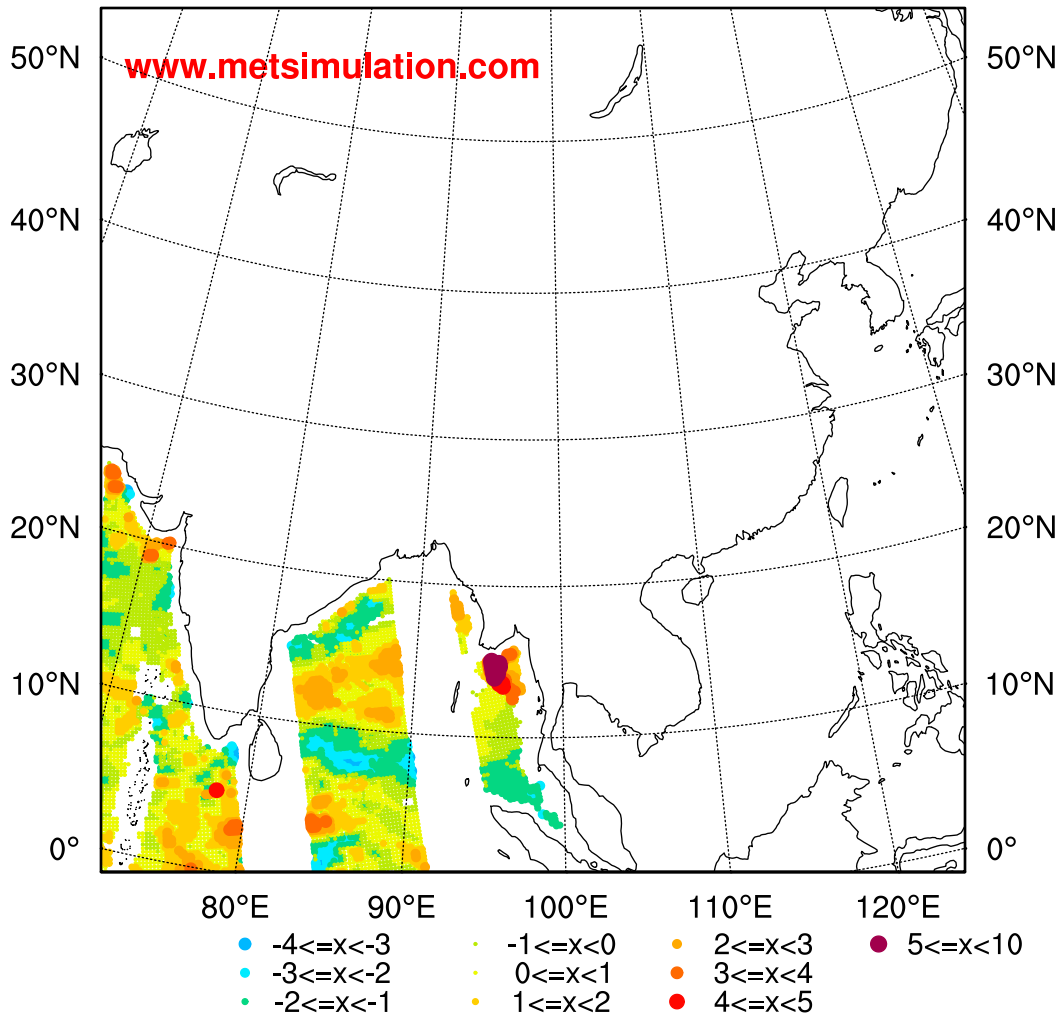 www.metsimulation.com
50°N 50°N
40°N 40°N
30°N 30°N
20°N 20°N
10°N 10°N
0° 0°
80°E 90°E 100°E 110°E 120°E
-4<=x<-3 -1<=x<0 2<=x<3 5<=x<10
-3<=x<-2 0<=x<1 3<=x<4
-2<=x<-1 1<=x<2 4<=x<5